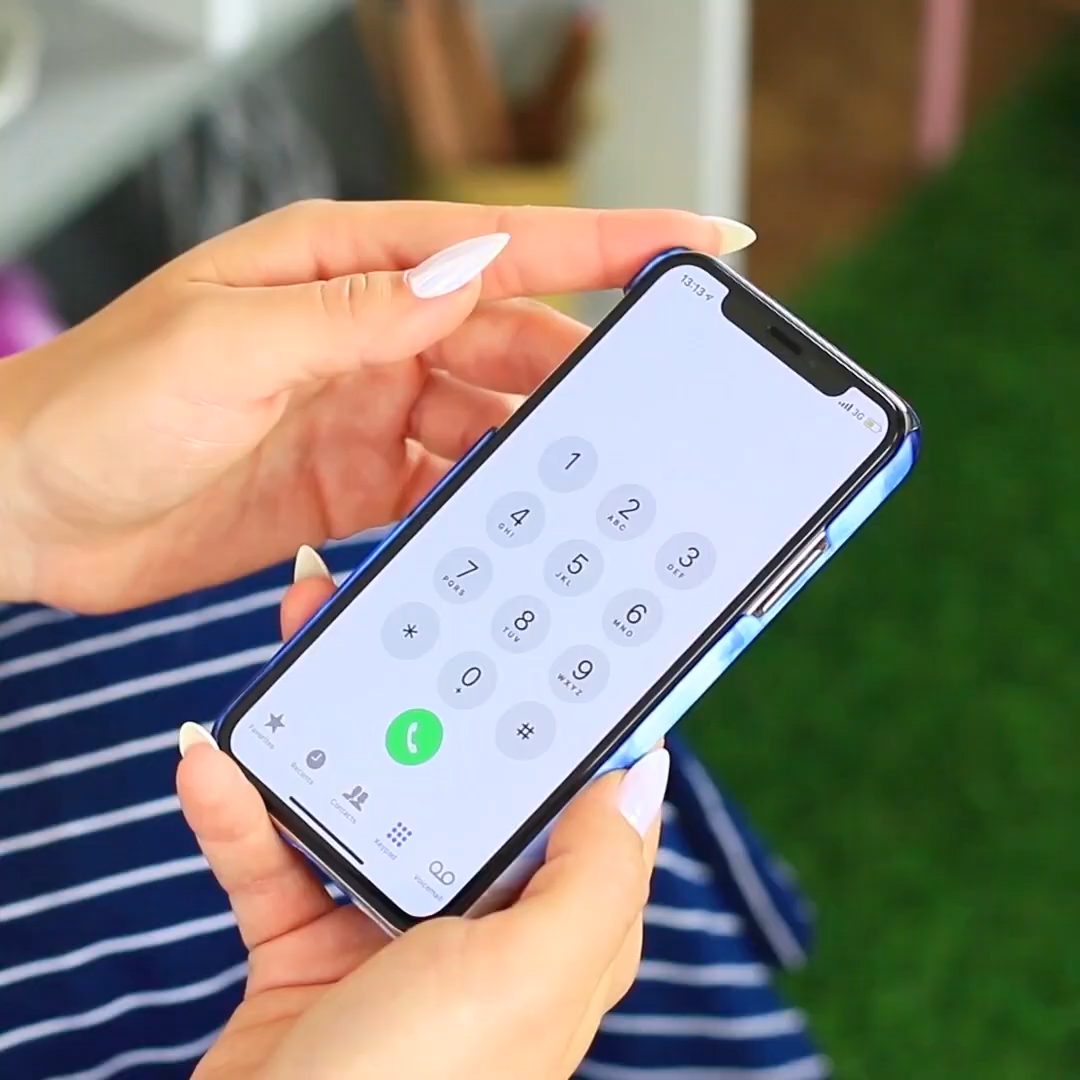 13:13
3G
1
2
ABC
3
DEF
4
GHI
5
JKL
6
MNO
7
PQRS
8
TUV
9
WXYZ
*
0
+
#
Favorites
Recents
Contacts
Keypad
Voicemail